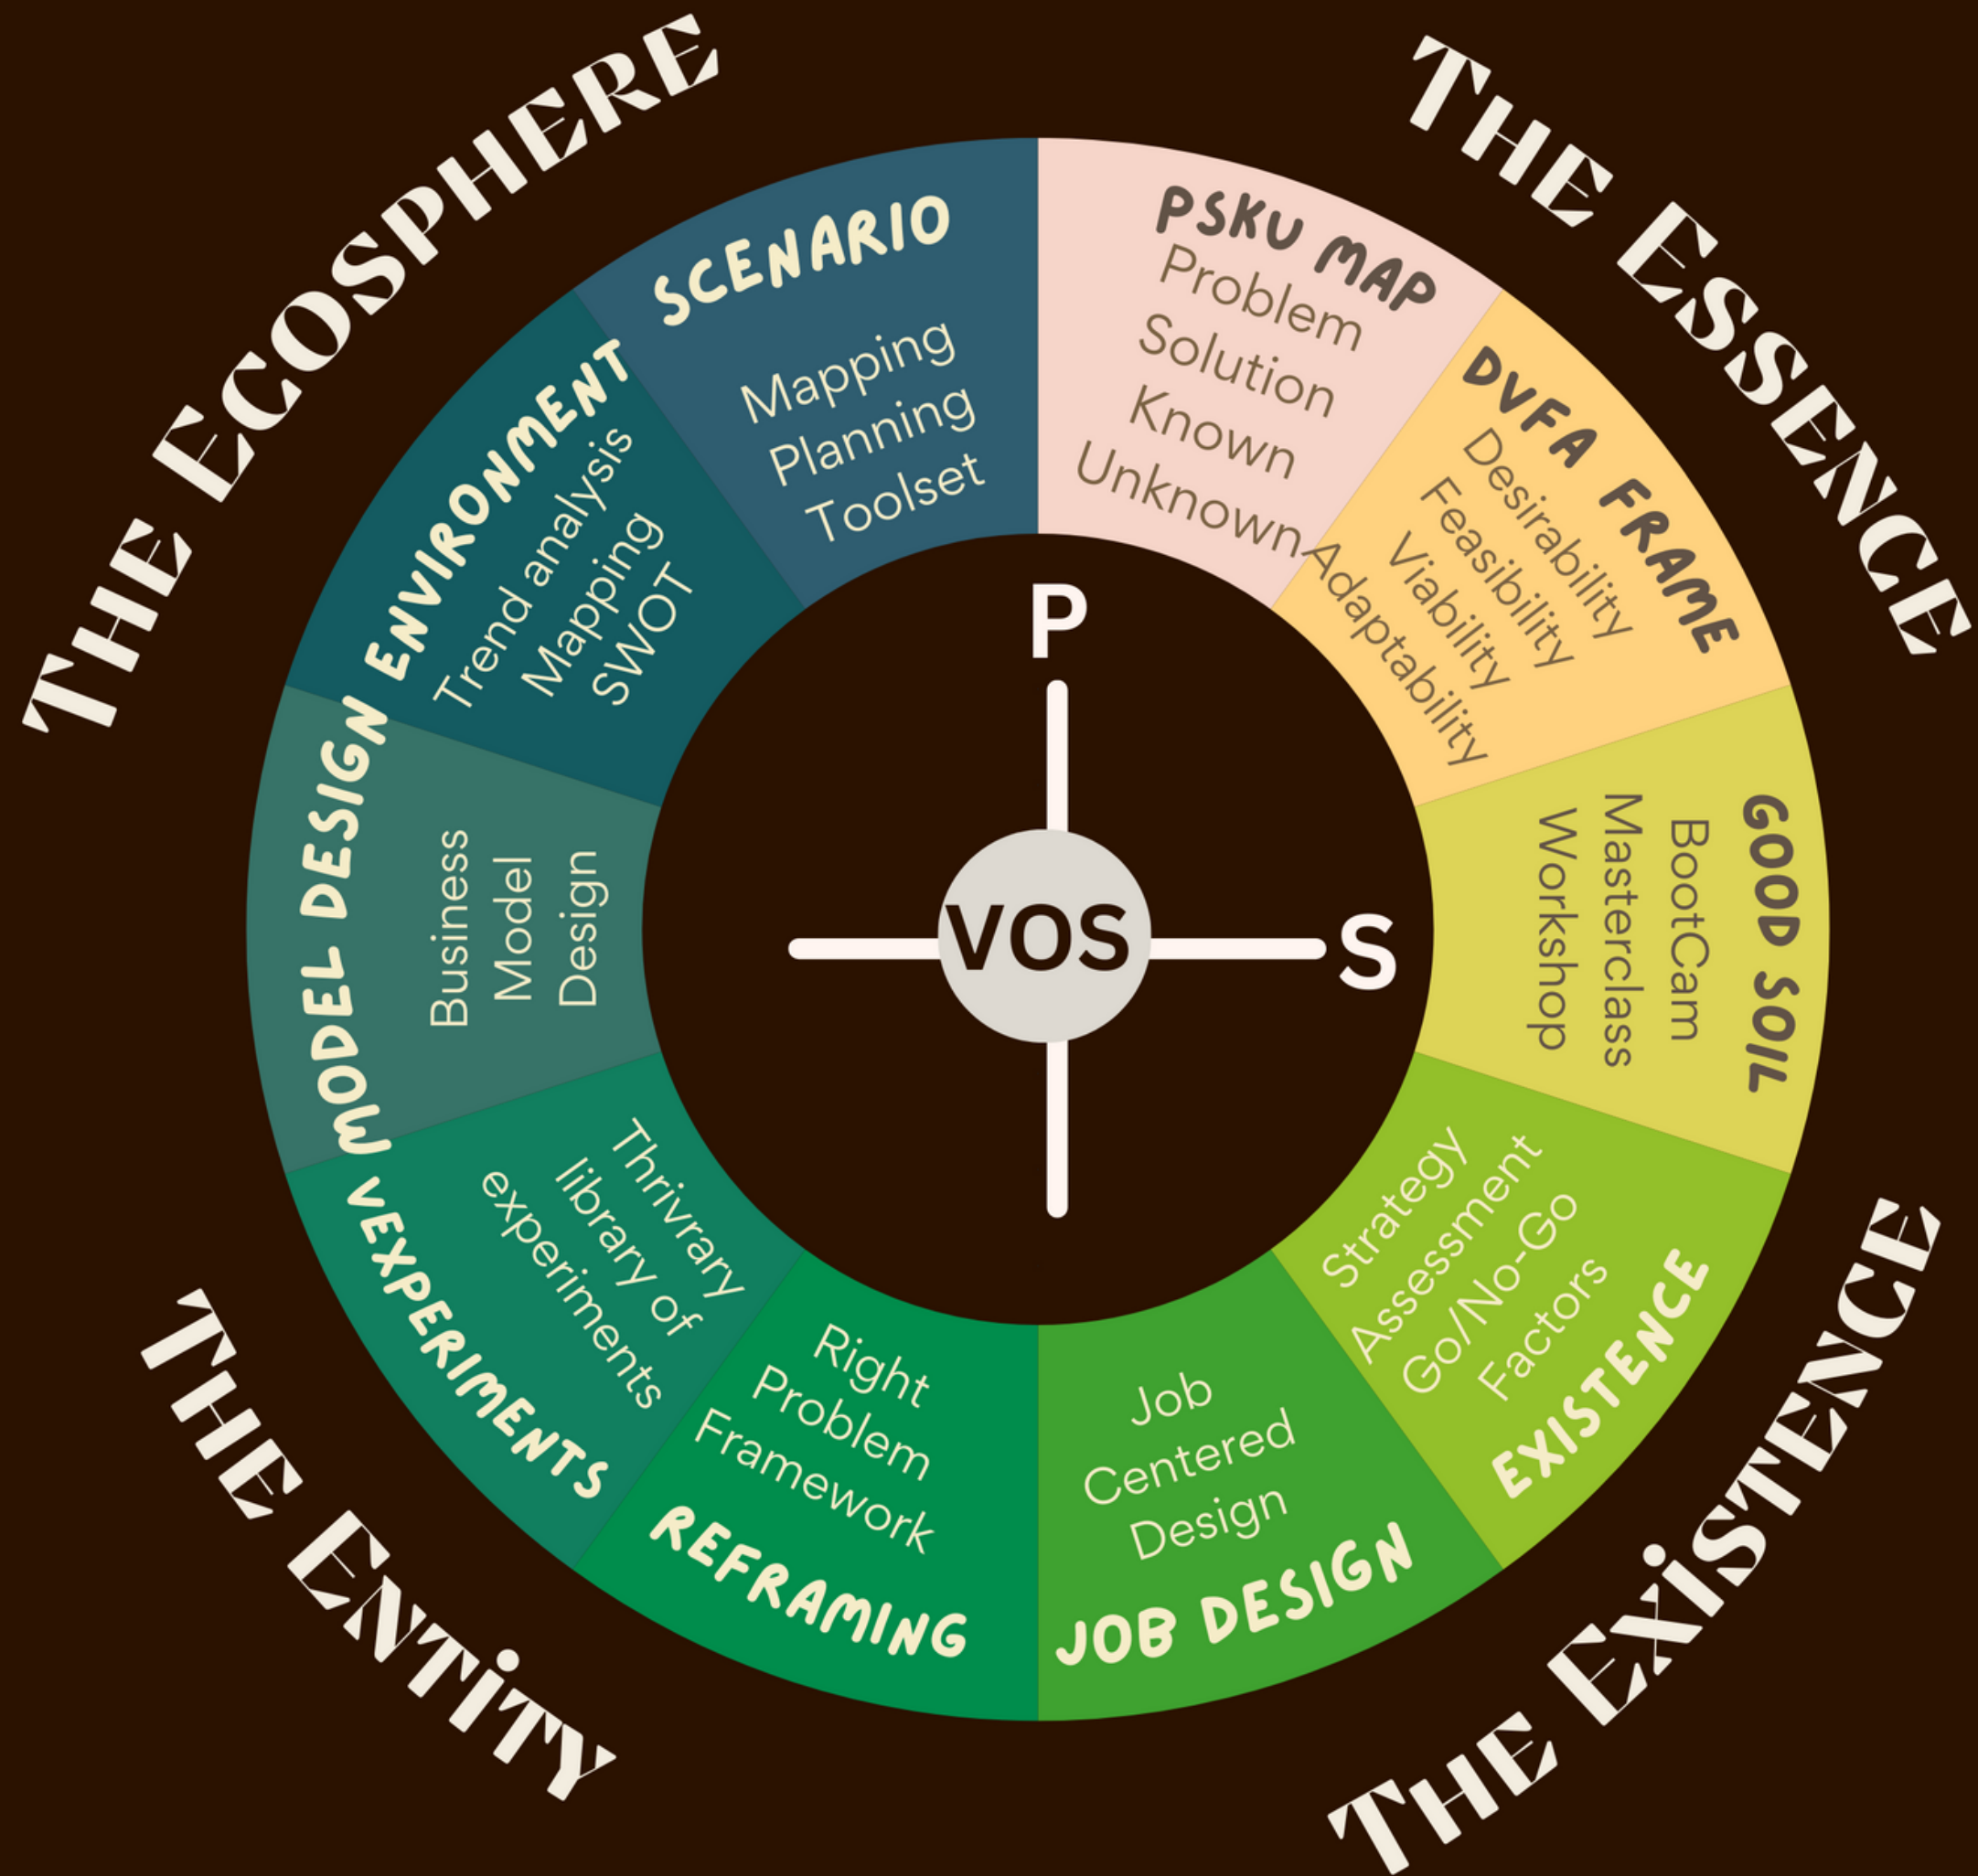 THE ECOSPHERE
THE ESSENCE
THE EXiSTENCE
THE ENTiTY
PSKU MAP
Problem
Solution
Known
Unknown
DVFA FRAME
Desirability
Feasibility
Viability
Adaptability
GOOD SOIL
BootCam
Masterclass
Workshop
Strategy
Assessment
Go/No-Go
Factors
EXISTENCE
Job
Centered
Design
JOB DESIGN
Right
Problem
Framework
REFRAMING
Thrivrary
library of
experiments
VEXPERIMENTS
MODEL DESIGN
Business
Model
Design
ENVIRONMENT
Trend analysis
Mapping
SWOT
SCENARIO
Mapping
Planning
Toolset
P
VOS
S